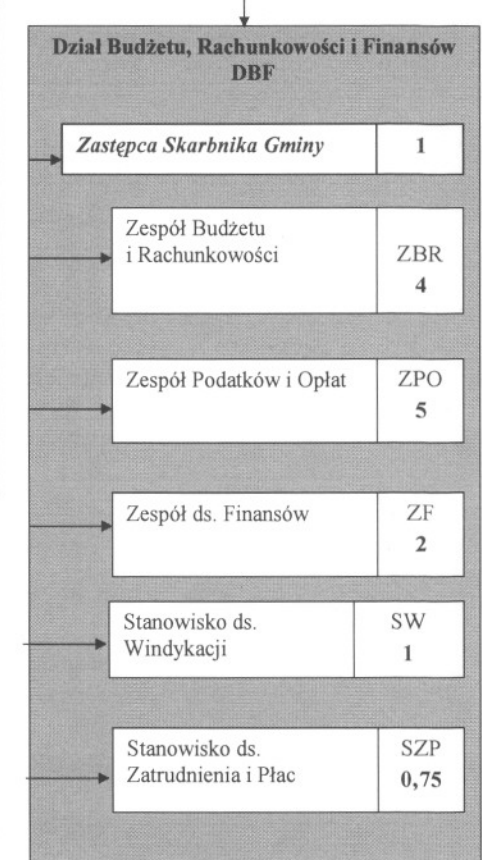 Dział Budżetu, Rachunkowości i Finansów
DBF
Zastępca Skarbnika Gminy 1
Zespół Budżetu
i Rachunkowości ZBR
4
Zespół Podatków i Opłat ZPO
5
Zespół ds. Finansów ZF
2
Stanowisko ds. SW
Windykacji 1
Stanowisko ds. SZP
Zatrudnienia i Płac 0,75